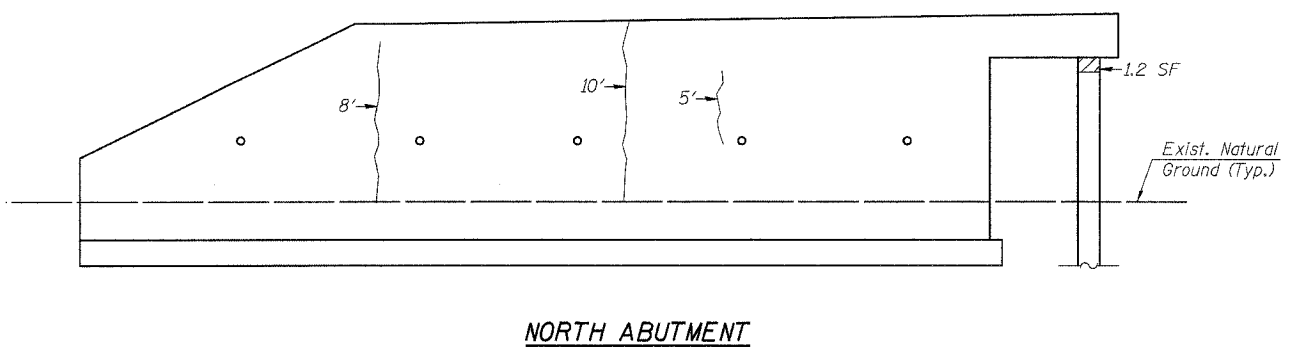 1.2 SF
8'
10'
5'
Exist. Natural
Ground (Typ.)
NORTH ABUTMENT